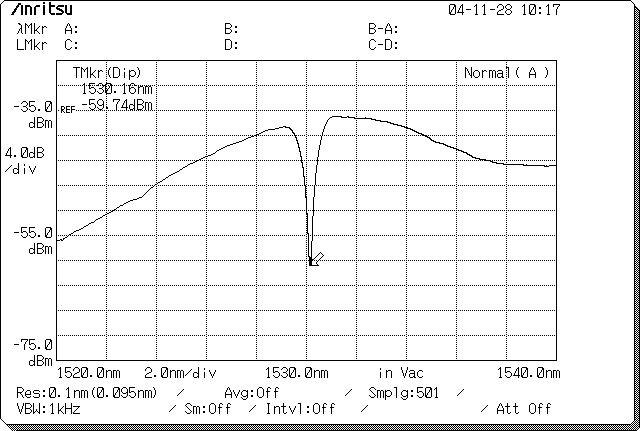 Anritsu 04-11-28 10:17
λMkr A: B: B-A:
LMkr C: D: C-D:
TMkr(Dip) Normal( A )
1530.16nm
-59.74dBm
-35.0 REF
dBm
4.0dB
/div
-55.0
dBm
-75.0
dBm
1520.0nm 2.0nm/div 1530.0nm in Vac 1540.0nm
Res:0.1nm(0.095nm) / Avg:Off / Smplg:501 /
VBW:1kHz / Sm:Off / Intvl:Off / / Att Off